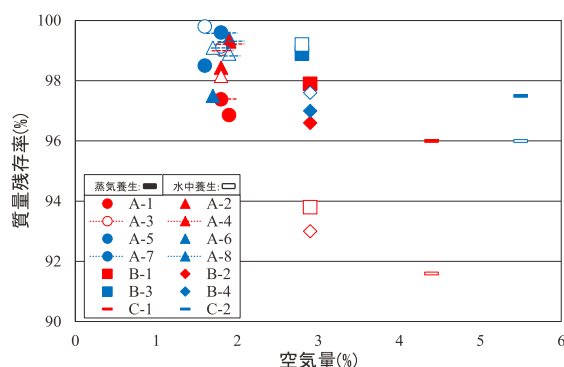 質量残存率(%)
100
98
96
94
92
90
蒸気養生: 水中養生:
A-1 A-2
A-3 A-4
A-5 A-6
A-7 A-8
B-1 B-2
B-3 B-4
C-1 C-2
0 1 2 3 4 5 6
空気量(%)